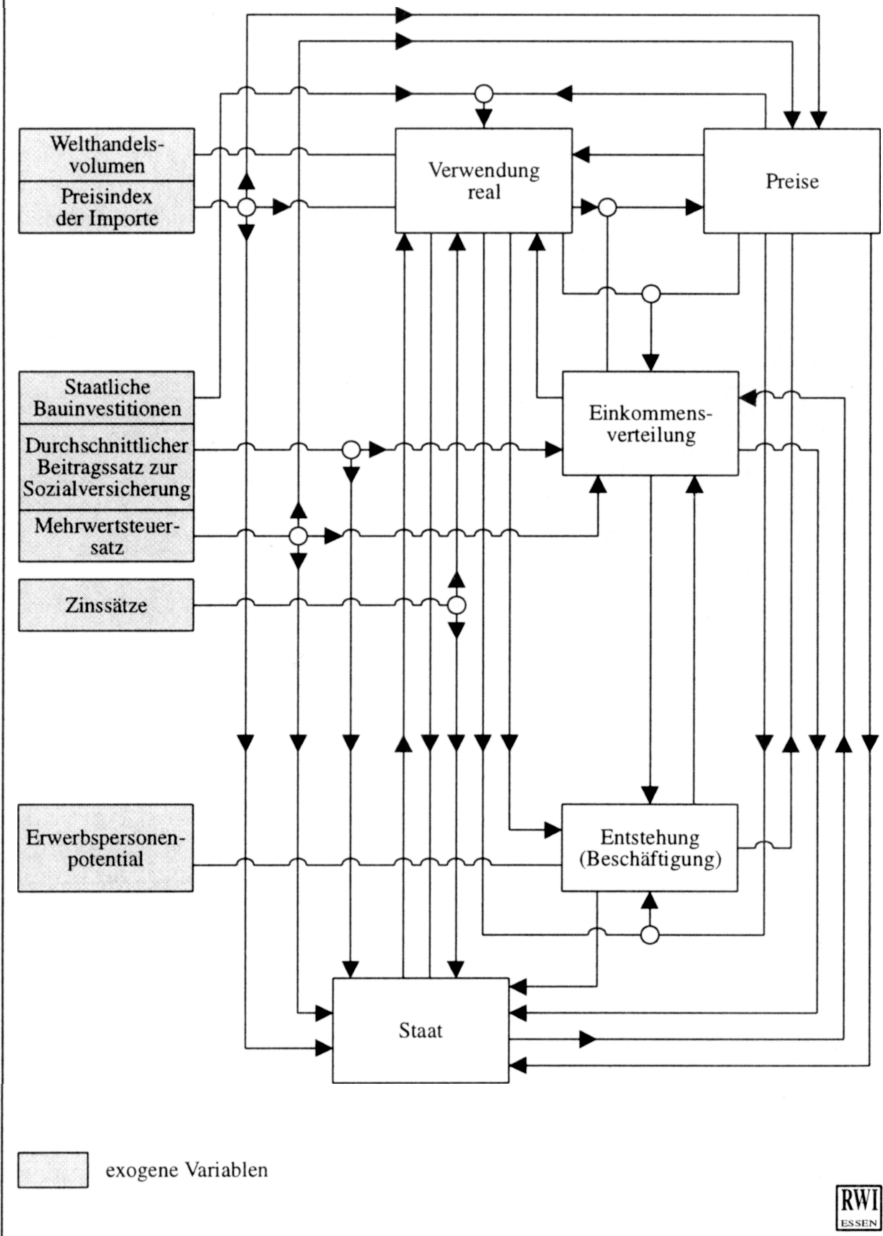 Welthandels-
volumen
Preisindex
der Importe
Verwendung
real
Preise
Staatliche
Bauinvestitionen
Durchschnittlicher
Beitragssatz zur
Sozialversicherung
Mehrwertsteuer-
satz
Einkommens-
verteilung
Zinssätze
Erwerbspersonen-
potential
Entstehung
(Beschäftigung)
Staat
exogene Variablen
RWI
ESSEN